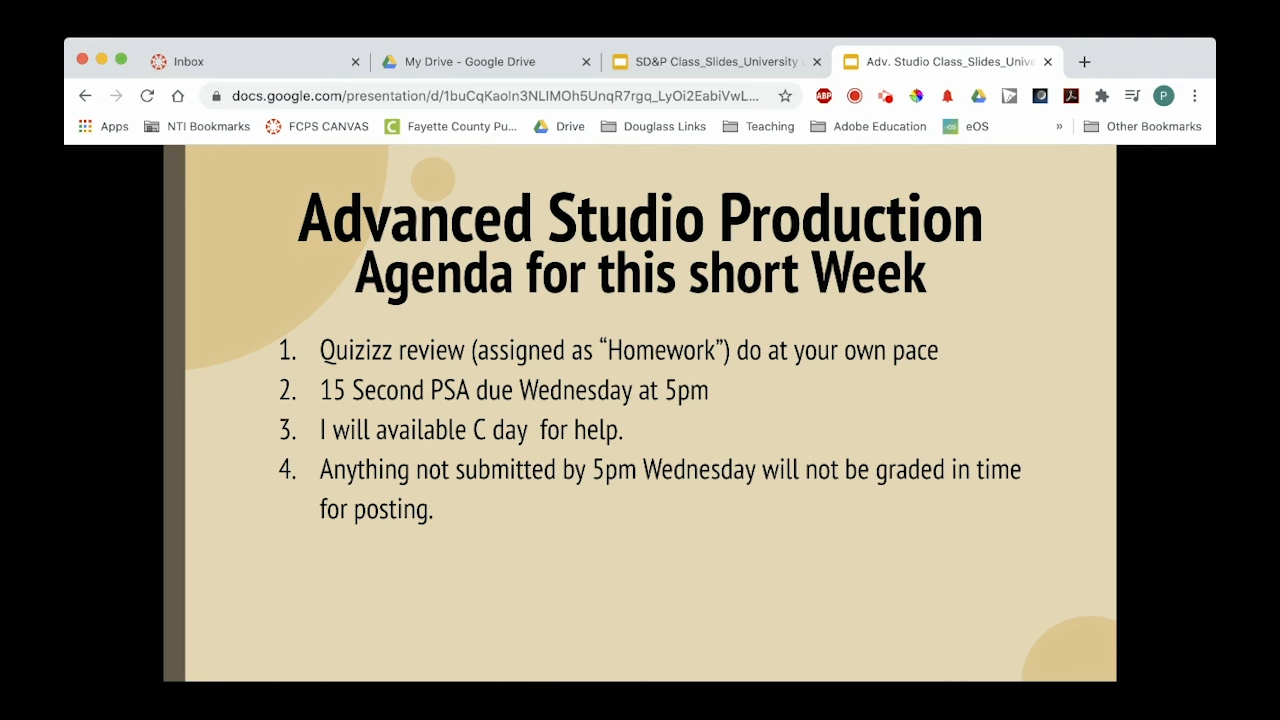 Inbox
My Drive - Google Drive
SD&P Class_Slides_University
Adv. Studio Class_Slides_Unive
docs.google.com/presentation/d/1buCqKaoIn3NLIMOh5UnqR7rgq_LyOi2EabiVwL...
ABP
P
Apps
NTI Bookmarks
FCPS CANVAS
Fayette County Pu...
Drive
Douglass Links
Teaching
Adobe Education
eOS
»
Other Bookmarks
Advanced Studio Production
Agenda for this short Week
1. Quizizz review (assigned as “Homework”) do at your own pace
2. 15 Second PSA due Wednesday at 5pm
3. I will available C day for help.
4. Anything not submitted by 5pm Wednesday will not be graded in time
for posting.